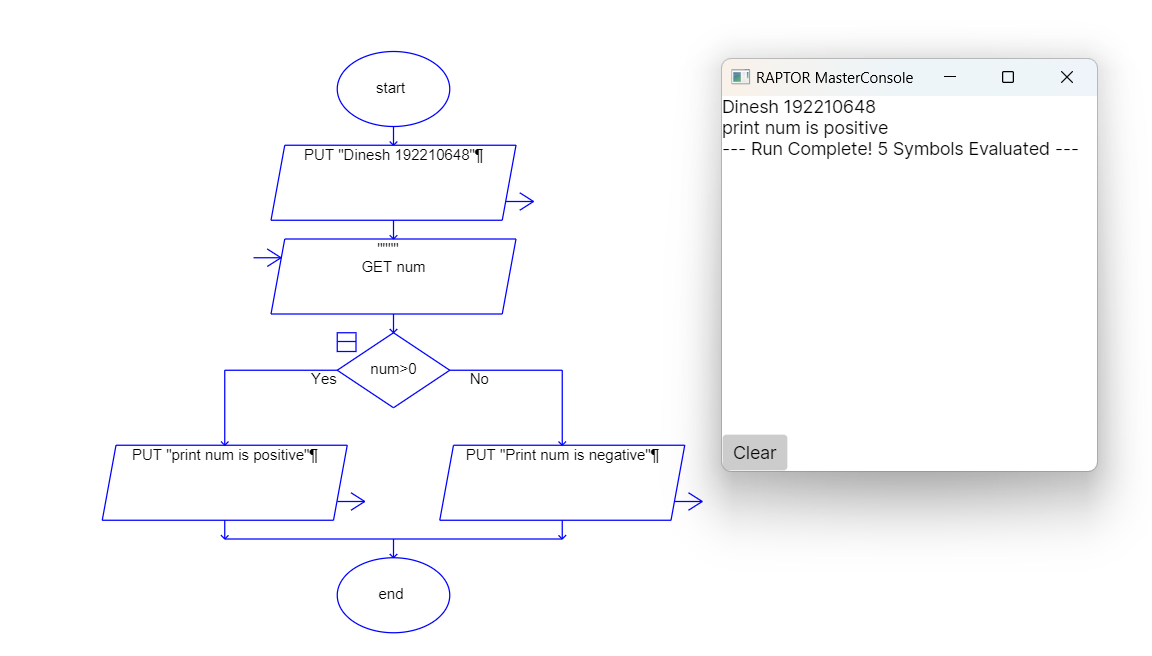 start
PUT "Dinesh 192210648"¶
""""
GET num
num>0
Yes
No
PUT "print num is positive"¶
PUT "Print num is negative"¶
end
RAPTOR MasterConsole
Dinesh 192210648
print num is positive
--- Run Complete! 5 Symbols Evaluated ---
Clear